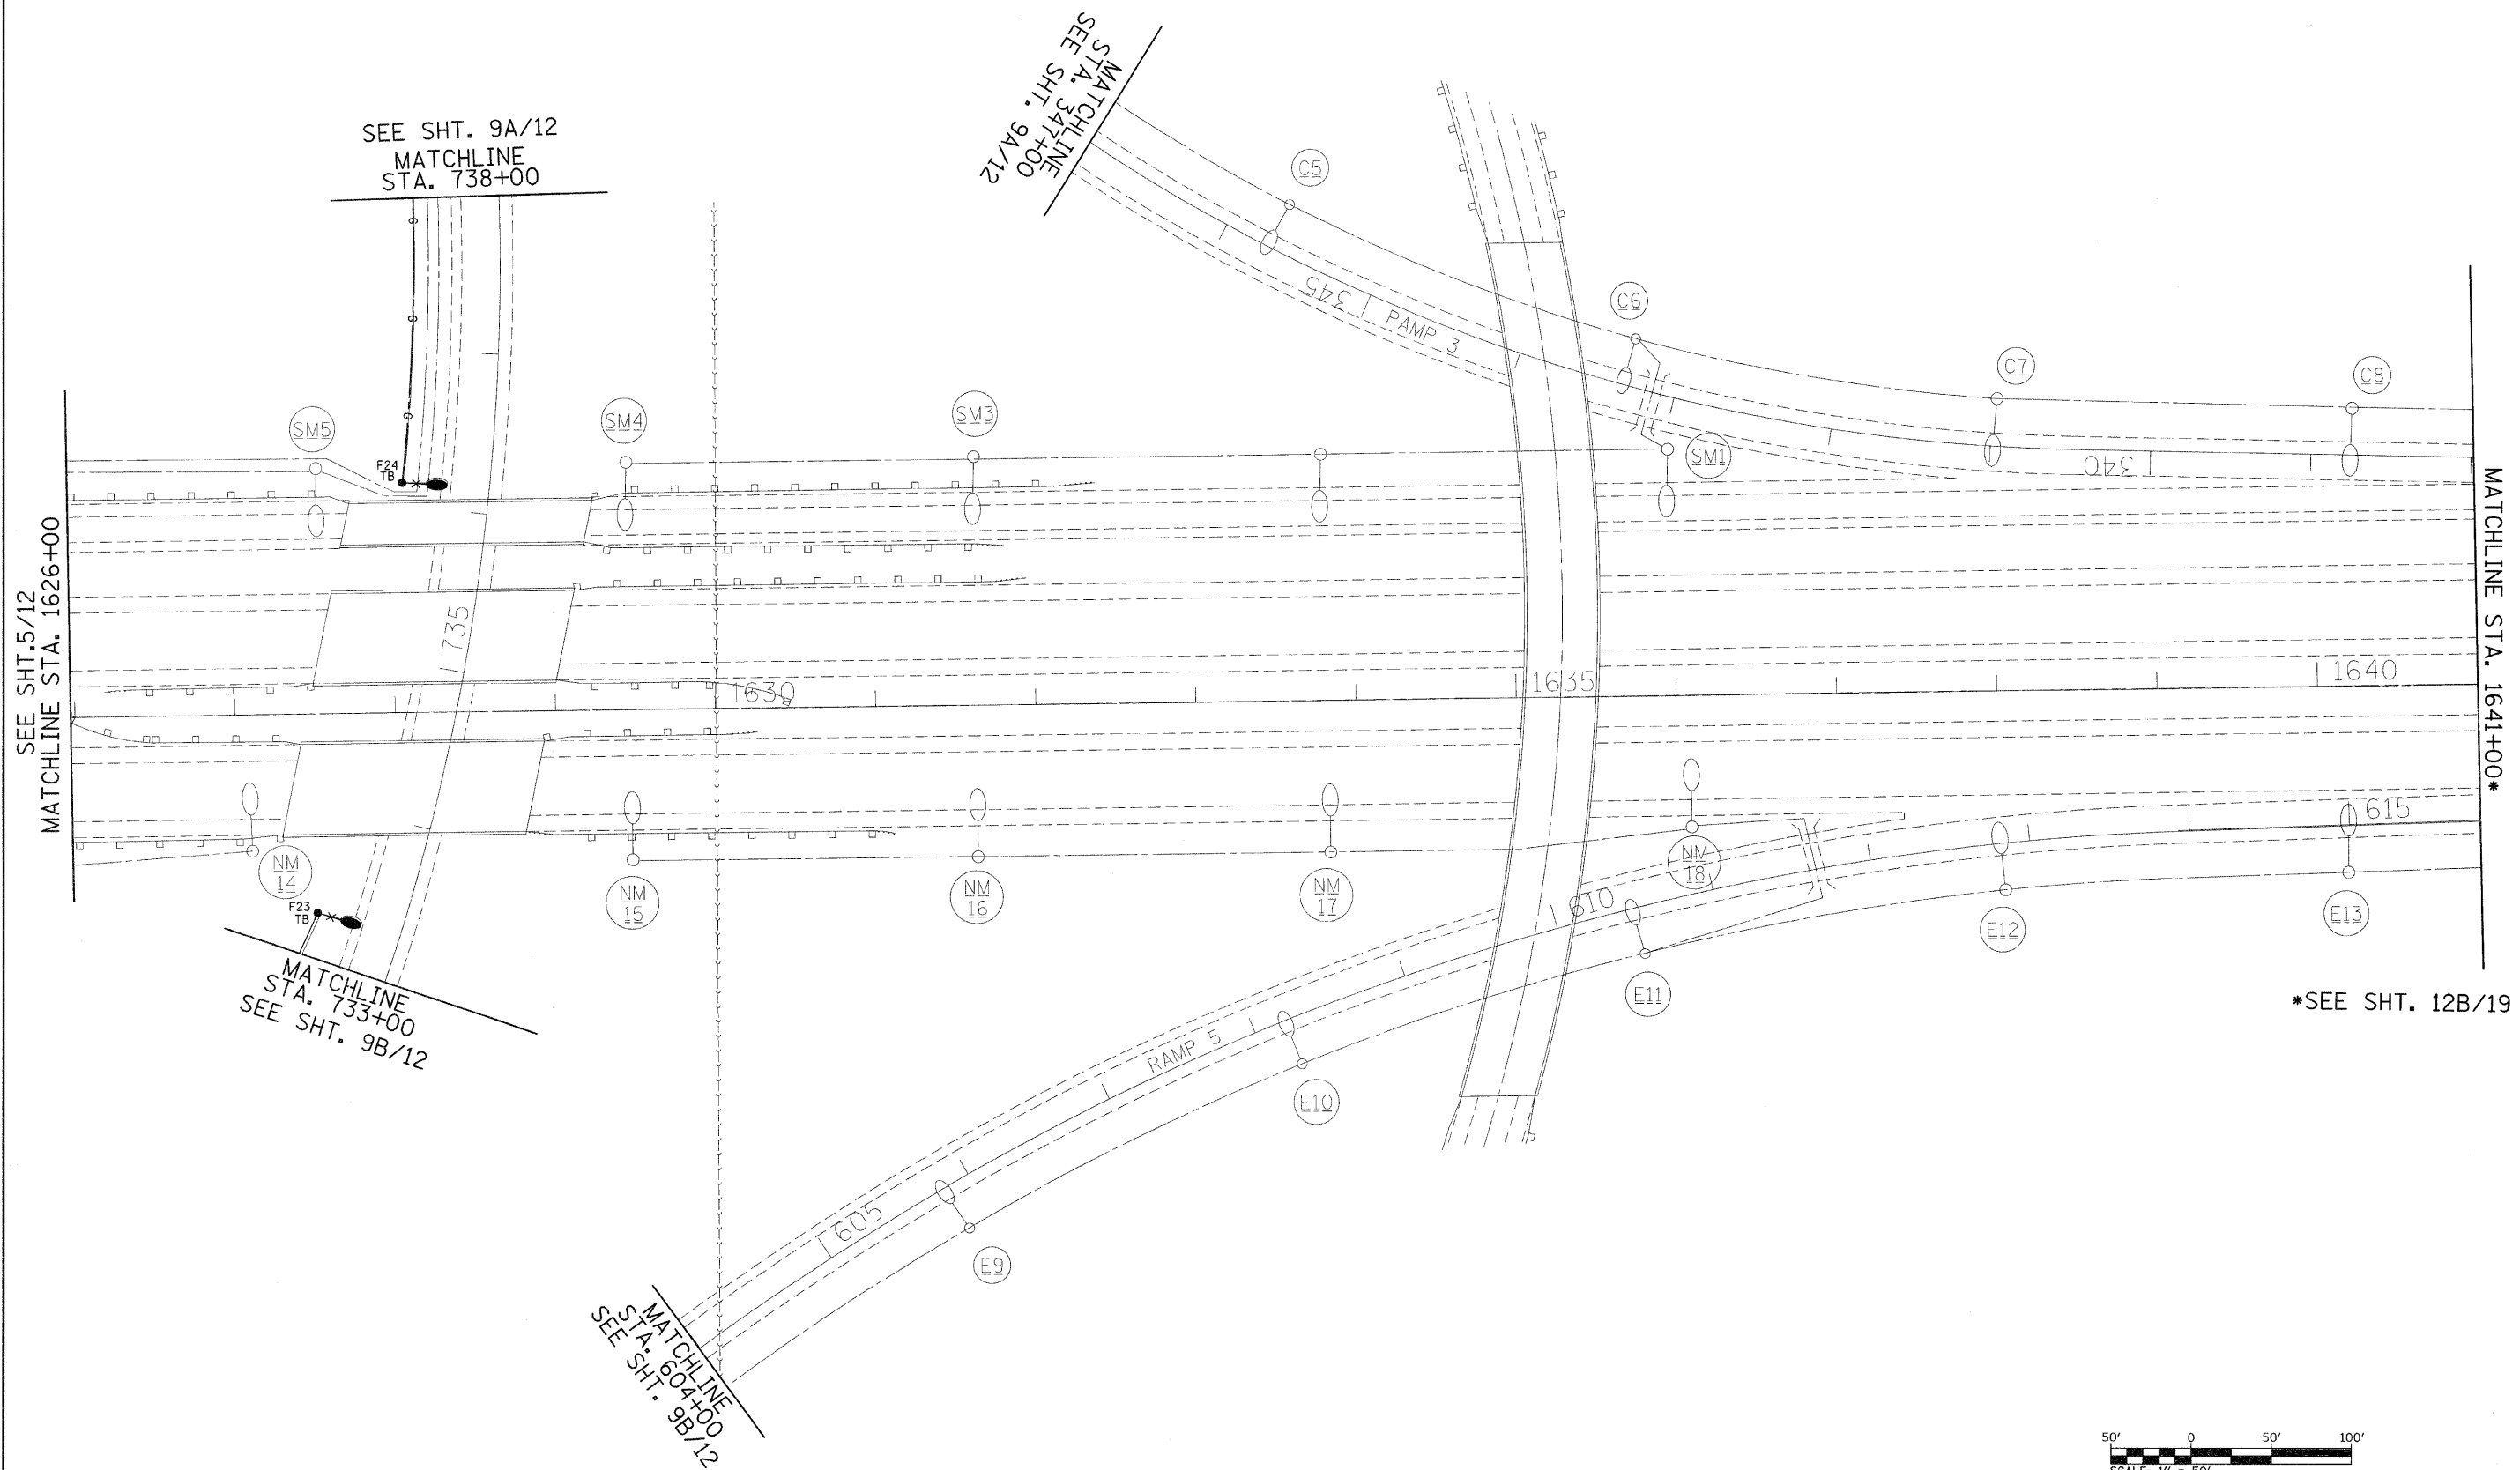 SEE SHT. 9A/12
MATCHLINE
STA. 738+00
MATCHLINE
STA. 347+00
SEE SHT. 9A/12
C5
C6
C7
C8
345
RAMP 3
340
G
G
G
SM5
SM4
SM3
SM1
F24
TB
SEE SHT.5/12
MATCHLINE STA. 1626+00
MATCHLINE STA. 1641+00*
735
1630
1635
1640
615
610
NM
14
NM
15
NM
16
NM
17
NM
18
F23
TB
MATCHLINE
STA. 733+00
SEE SHT. 9B/12
E13
E12
E11
E10
E9
RAMP 5
605
*SEE SHT. 12B/19
MATCHLINE
STA. 604+00
SEE SHT. 9B/12
50' 0 50' 100'